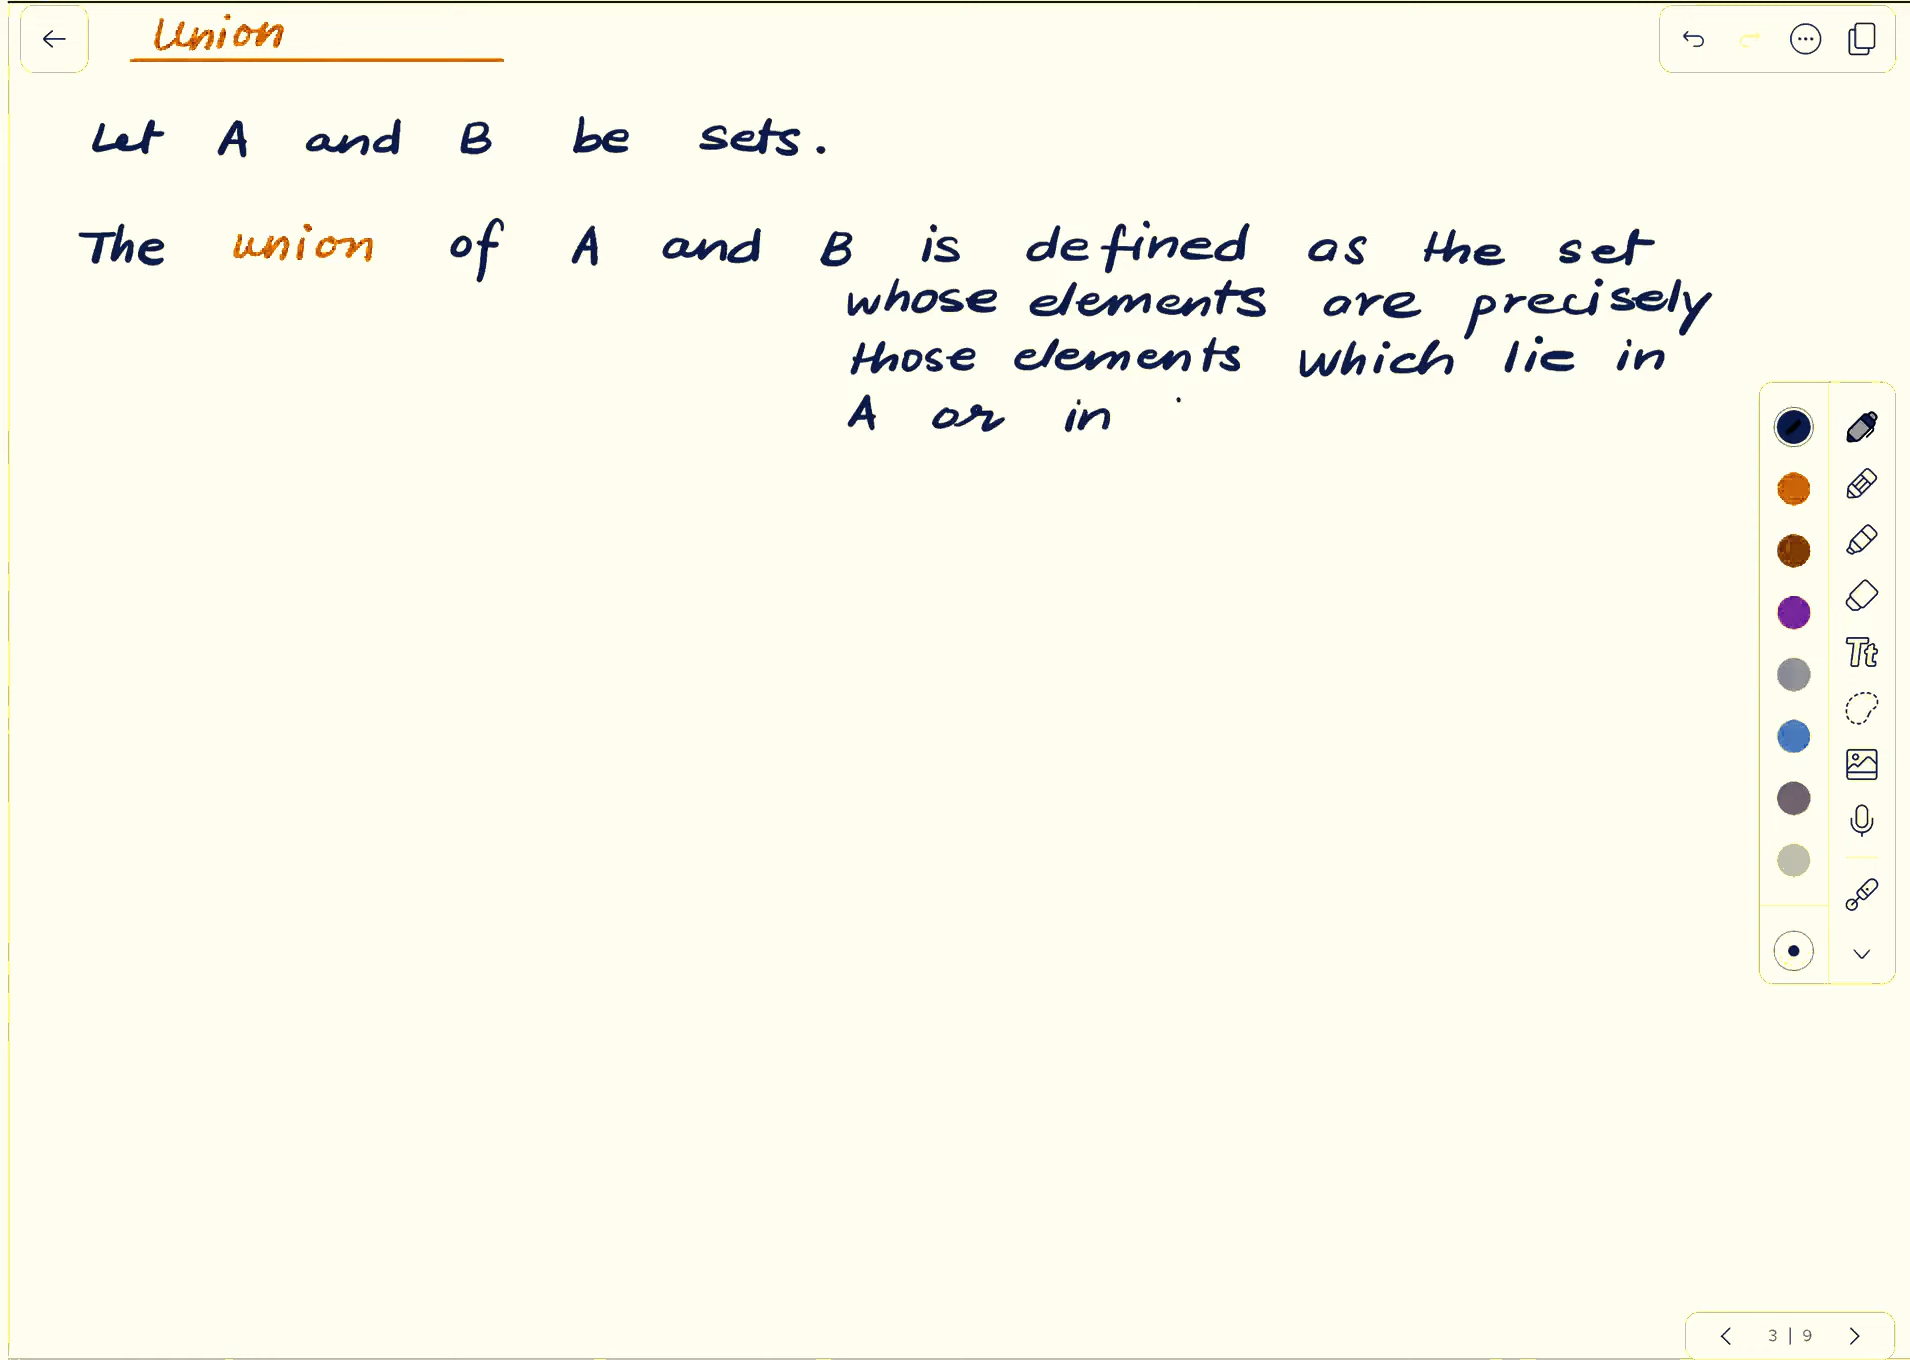 Union
Let A and B be sets.
The union of A and B is defined as the set
whose elements are precisely
those elements which lie in
A or in
Tt
3 | 9